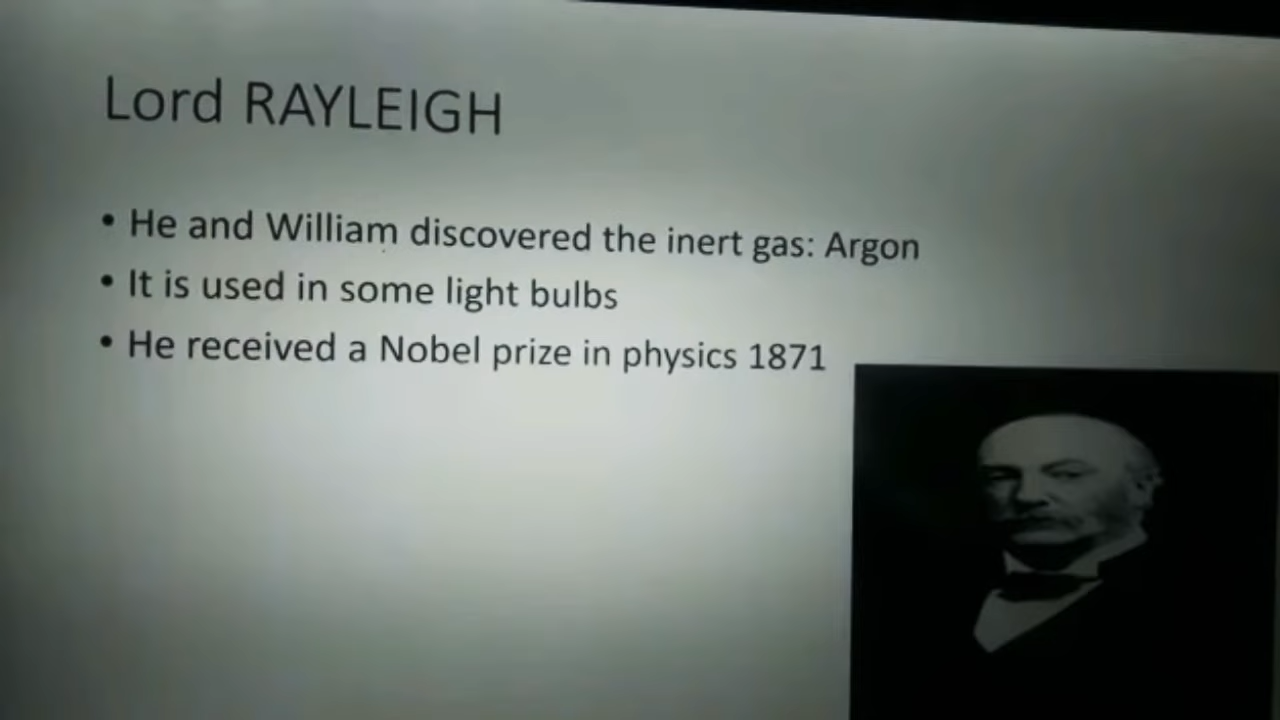 Lord RAYLEIGH
• He and William discovered the inert gas: Argon
• It is used in some light bulbs
• He received a Nobel prize in physics 1871